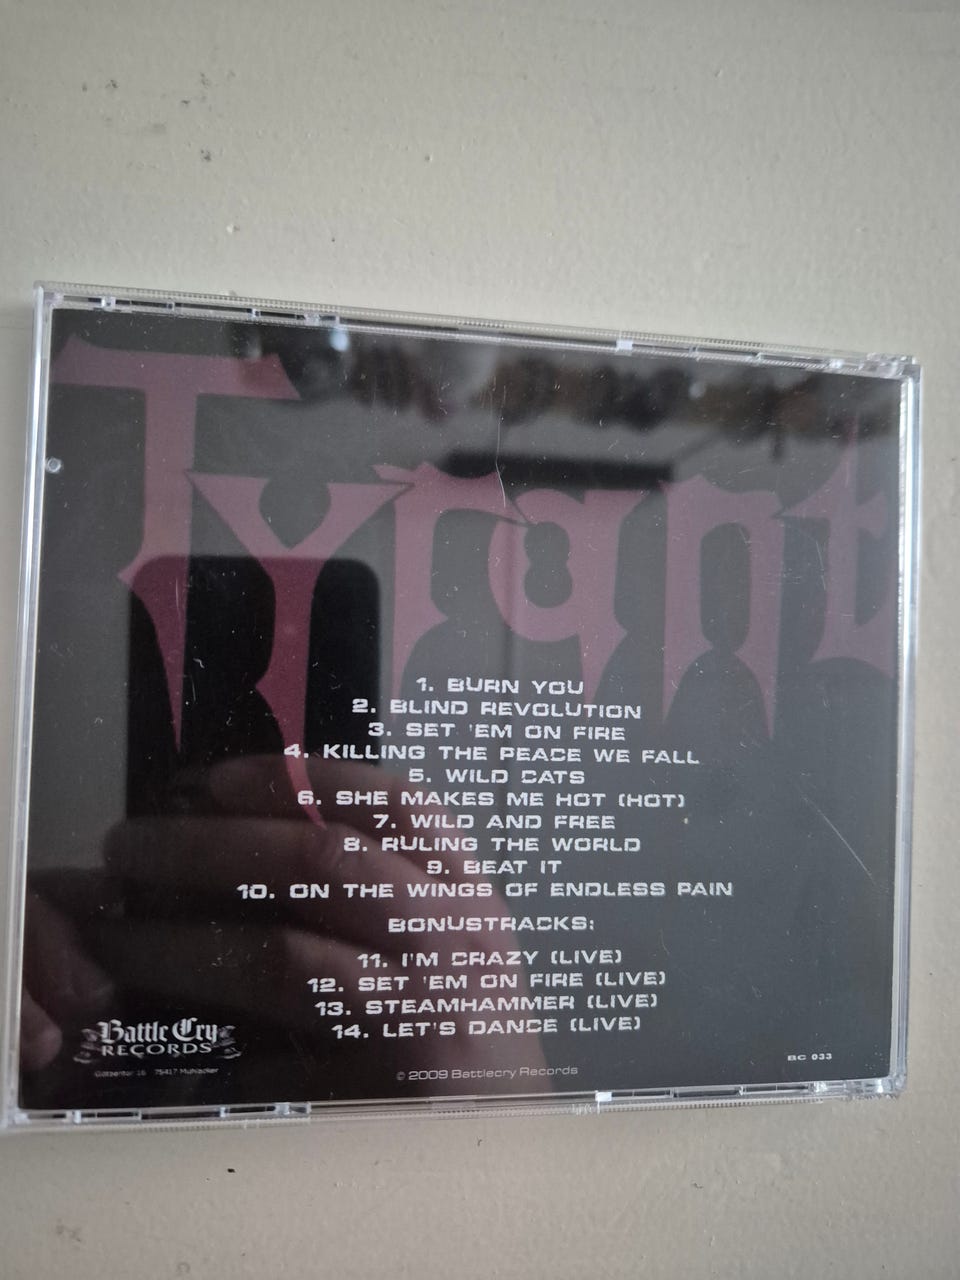 Tyrant
1. BURN YOU
2. BLIND REVOLUTION
3. SET 'EM ON FIRE
4. KILLING THE PEACE WE FALL
5. WILD CATS
6. SHE MAKES ME HOT (HOT)
7. WILD AND FREE
8. RULING THE WORLD
9. BEAT IT
10. ON THE WINGS OF ENDLESS PAIN
BONUSTRACKS:
11. I'M CRAZY (LIVE)
12. SET 'EM ON FIRE (LIVE)
13. STEAMHAMMER (LIVE)
14. LET'S DANCE (LIVE)
Battle Cry
RECORDS
16 75417 Mühlacker
© 2009 Battlecry Records
BC 033